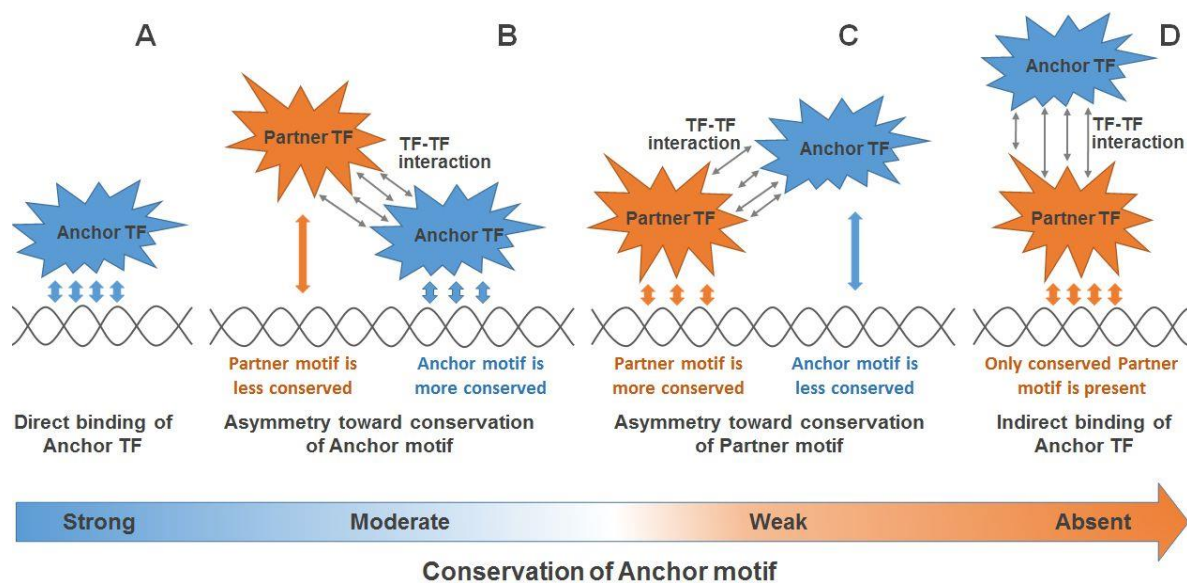 A
Anchor TF
Direct binding of
Anchor TF
B
Partner TF
TF-TF
interaction
Anchor TF
Partner motif is
less conserved
Anchor motif is
more conserved
Asymmetry toward conservation
of Anchor motif
C
TF-TF
interaction
Anchor TF
Partner TF
Partner motif is
more conserved
Anchor motif is
less conserved
Asymmetry toward conservation
of Partner motif
D
Anchor TF
TF-TF
interaction
Partner TF
Only conserved Partner
motif is present
Indirect binding of
Anchor TF
Strong
Moderate
Weak
Absent
Conservation of Anchor motif